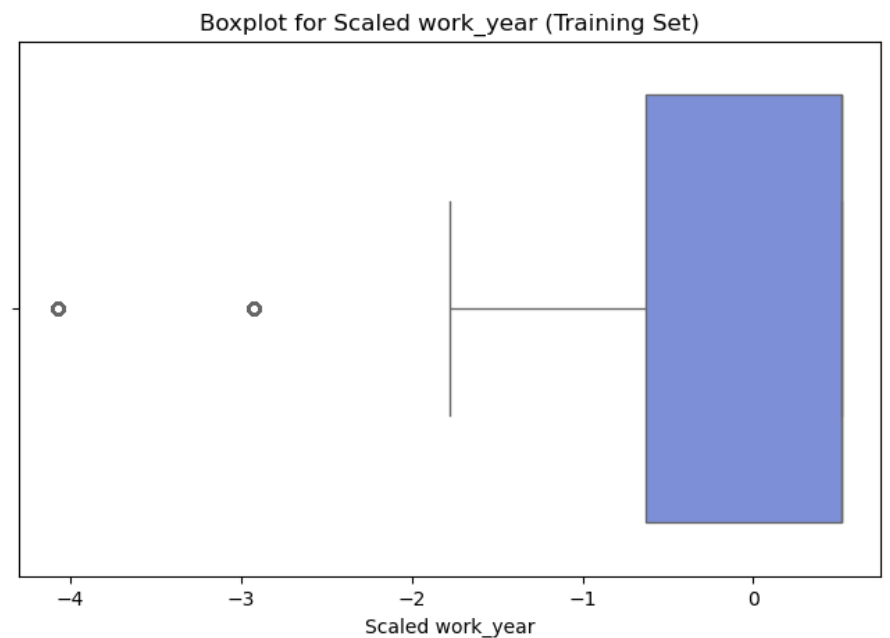 Boxplot for Scaled work_year (Training Set)
−4 −3 −2 −1 0
Scaled work_year